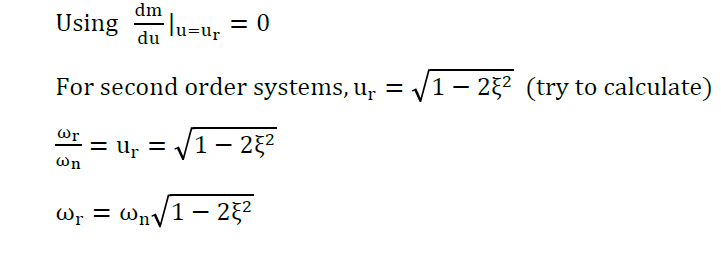 Using dm/du |u=uᵣ = 0
For second order systems, uᵣ = √(1 − 2ξ²) (try to calculate)
ωᵣ/ωₙ = uᵣ = √(1 − 2ξ²)
ωᵣ = ωₙ√(1 − 2ξ²)